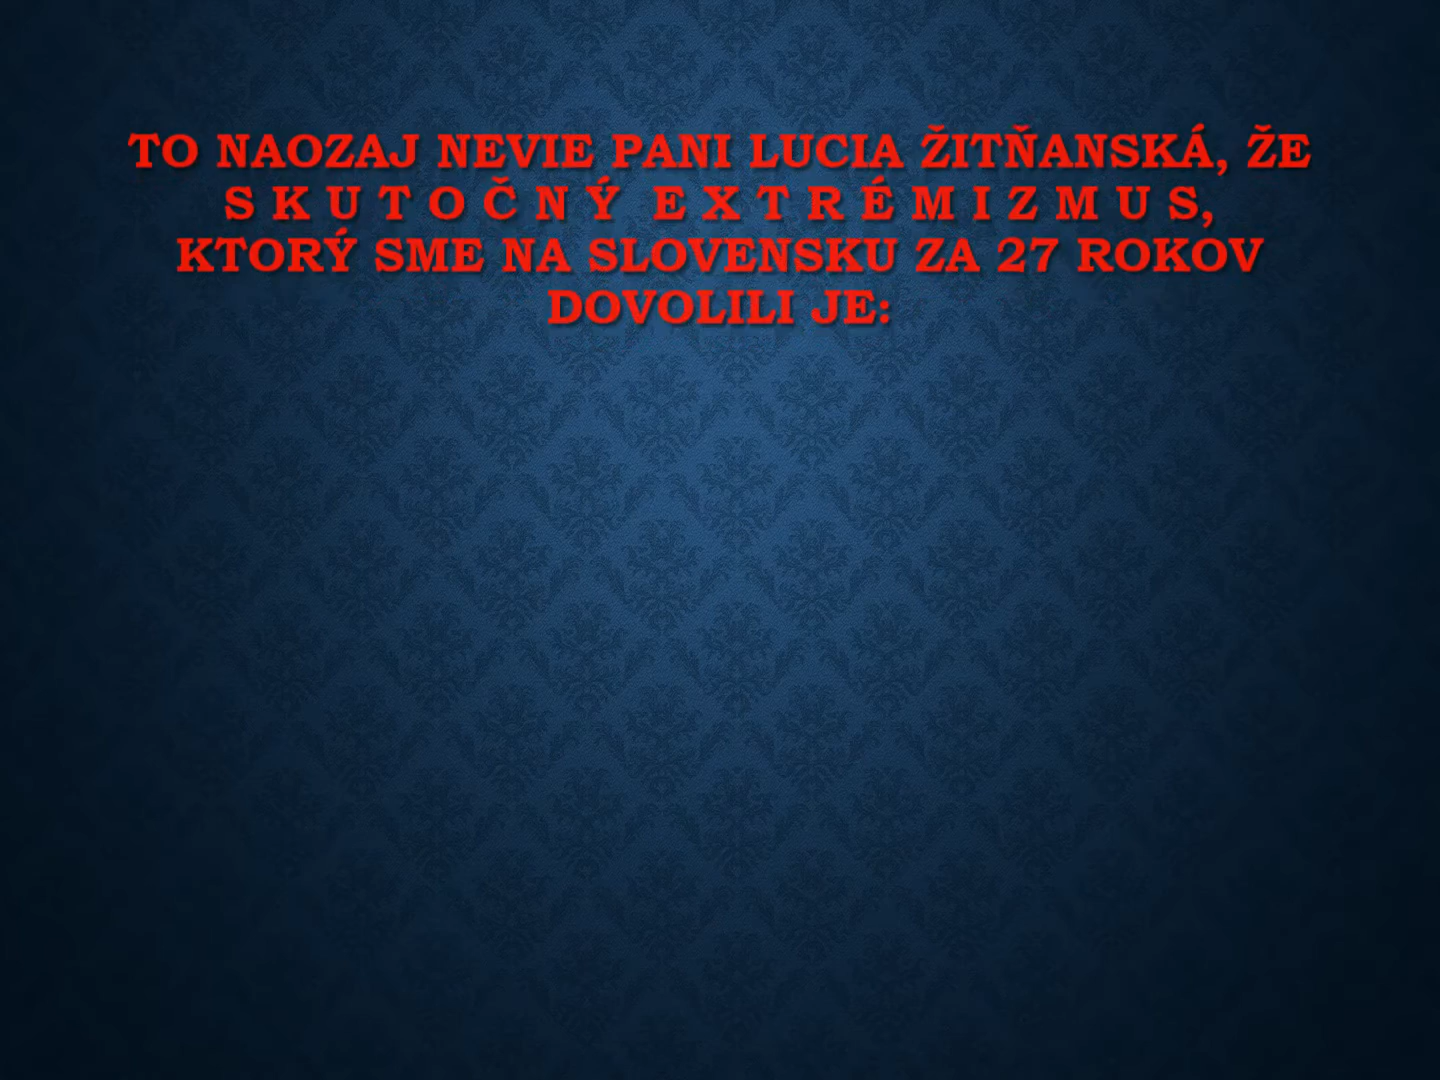 TO NAOZAJ NEVIE PANI LUCIA ŽITŇANSKÁ, ŽE
S K U T O Č N Ý  E X T R É M I Z M U S,
KTORÝ SME NA SLOVENSKU ZA 27 ROKOV
DOVOLILI JE: